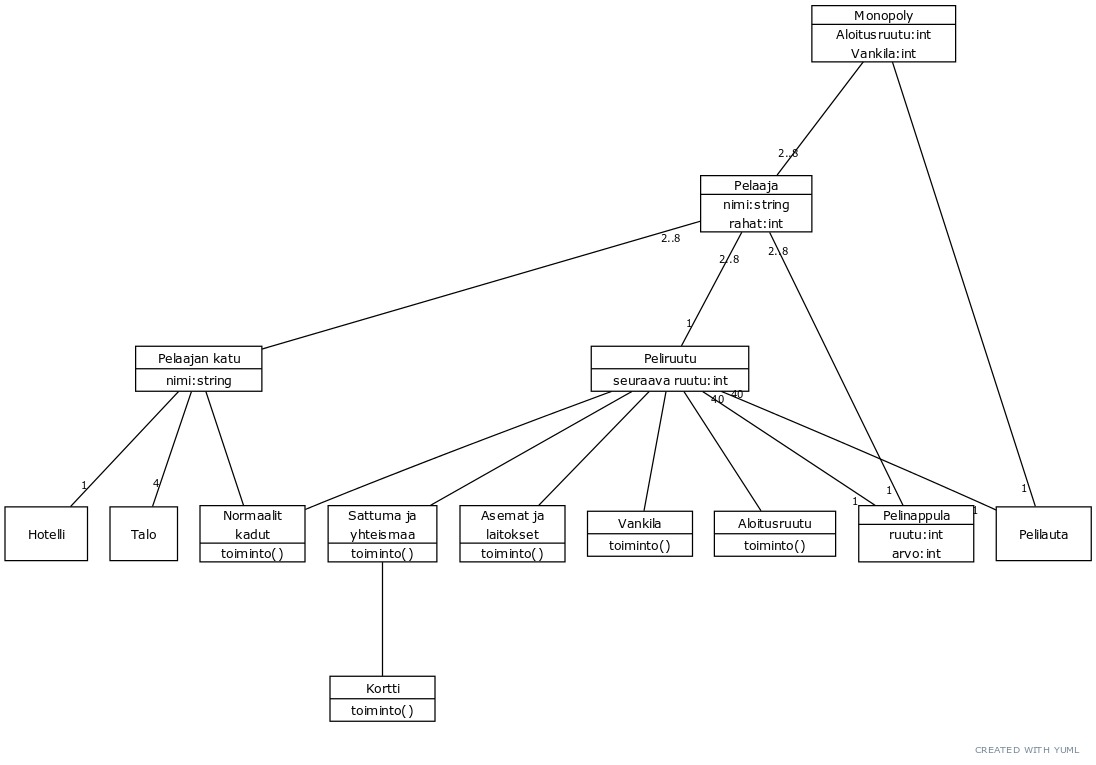 Monopoly
Aloitusruutu:int
Vankila:int
2..8
Pelaaja
nimi:string
rahat:int
2..8
2..8
2..8
1
Pelaajan katu
nimi:string
Peliruutu
seuraava ruutu:int
40
40
1
4
1
1
1
1
Hotelli
Talo
Normaalit
kadut
toiminto()
Sattuma ja
yhteismaa
toiminto()
Asemat ja
laitokset
toiminto()
Vankila
toiminto()
Aloitusruutu
toiminto()
Pelinappula
ruutu:int
arvo:int
Pelilauta
Kortti
toiminto()
CREATED WITH YUML